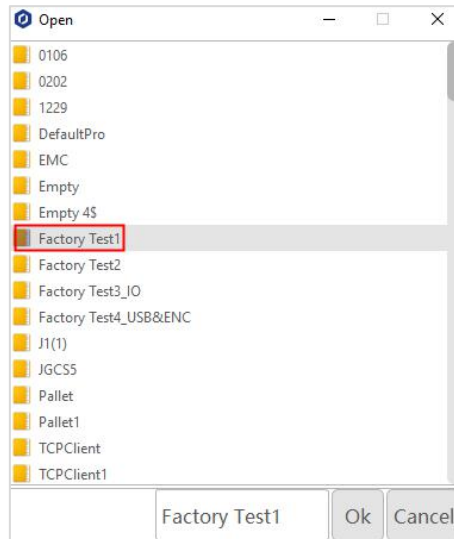 Open
0106
0202
1229
DefaultPro
EMC
Empty
Empty 4$
Factory Test1
Factory Test2
Factory Test3_IO
Factory Test4_USB&ENC
J1(1)
JGCS5
Pallet
Pallet1
TCPClient
TCPClient1
Factory Test1 Ok Cancel